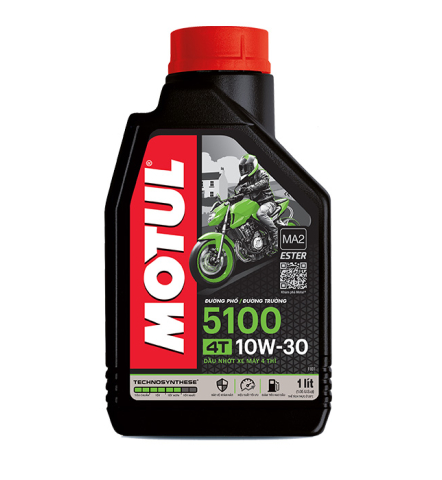 MOTUL®
MA2
ESTER
ĐƯỜNG PHỐ / ĐƯỜNG TRƯỜNG
5100
4T 10W-30
DẦU NHỚT XE MÁY 4 THÌ
TECHNOSYNTHESE®
1 lít